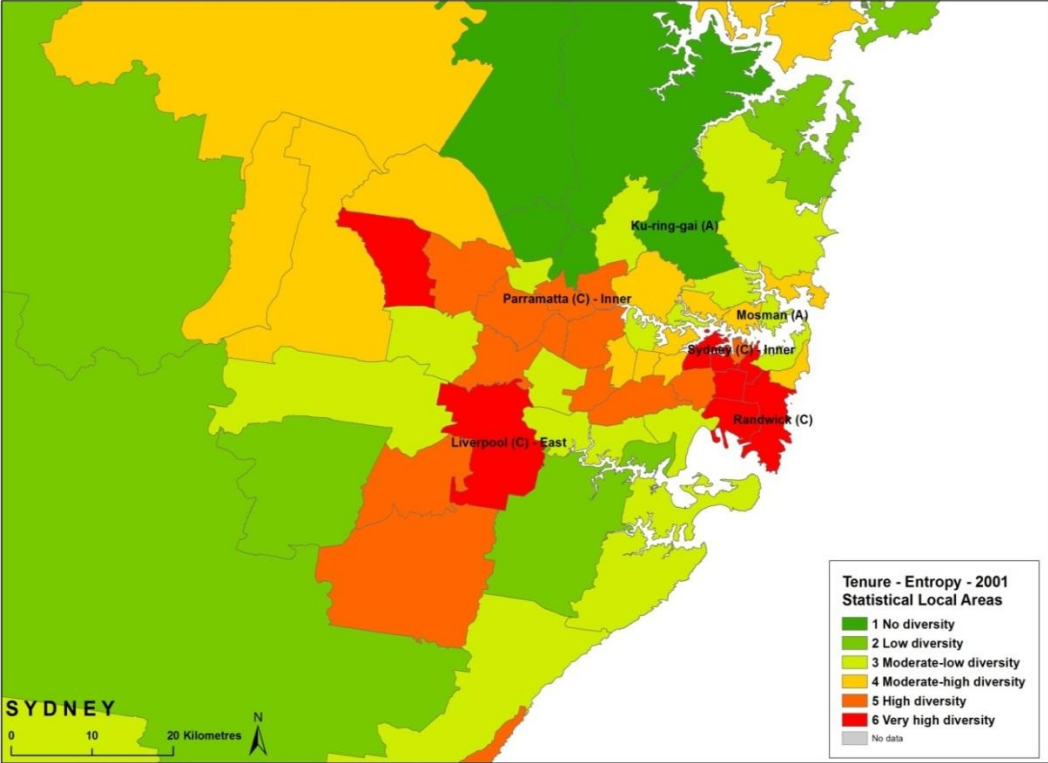 Ku-ring-gai (A)
Parramatta (C) - Inner
Mosman (A)
Sydney (C) - Inner
Randwick (C)
Liverpool (C) - East
Tenure - Entropy - 2001
Statistical Local Areas
1 No diversity
2 Low diversity
3 Moderate-low diversity
4 Moderate-high diversity
5 High diversity
6 Very high diversity
No data
SYDNEY
N
0 10 20 Kilometres